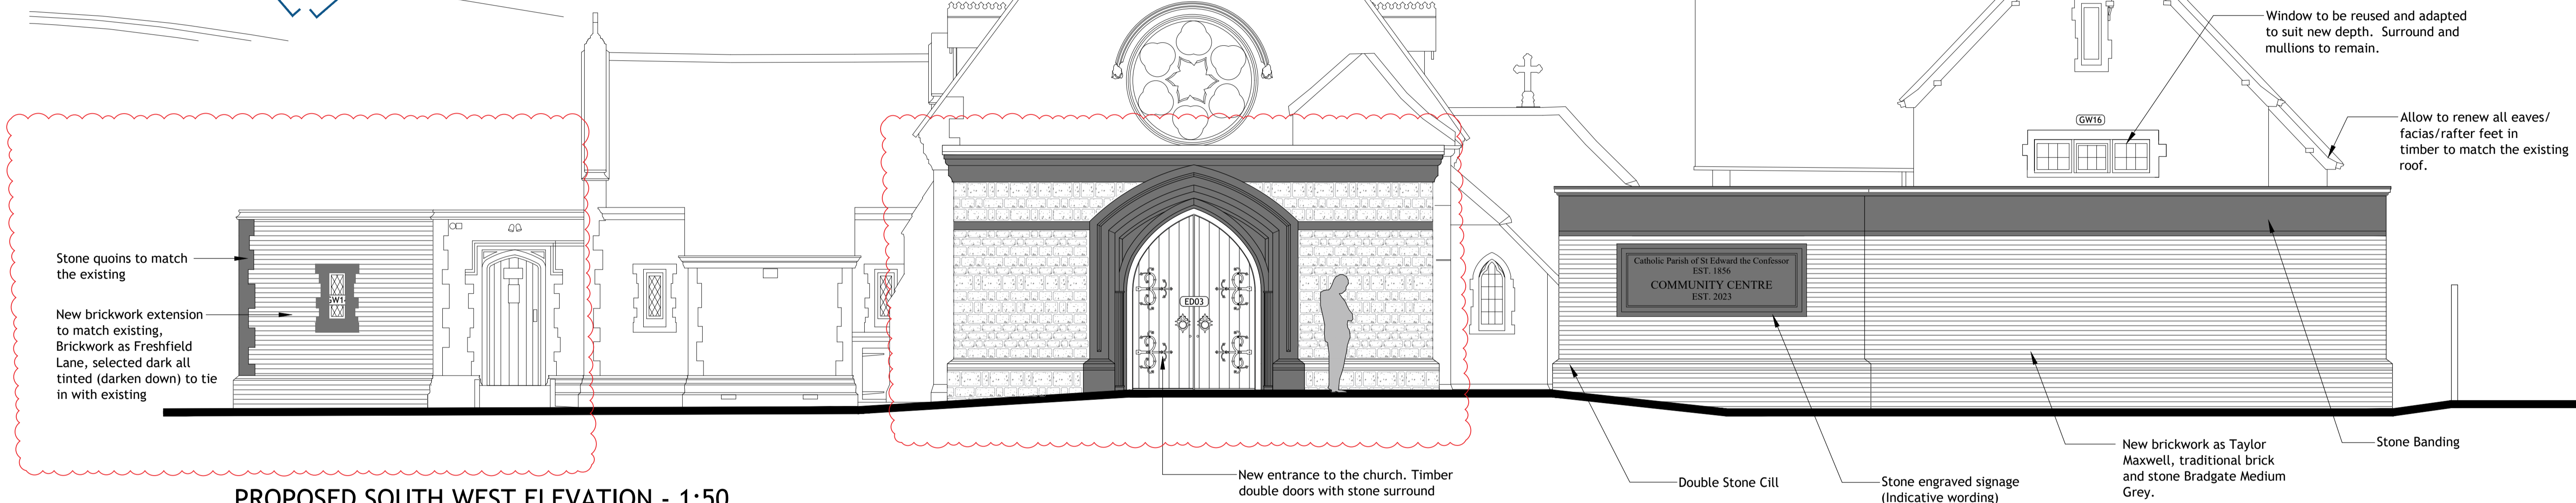 Window to be reused and adapted
to suit new depth. Surround and
mullions to remain.
GW16
Allow to renew all eaves/
facias/rafter feet in
timber to match the existing
roof.
Stone quoins to match
the existing
New brickwork extension
to match existing,
Brickwork as Freshfield
Lane, selected dark all
tinted (darken down) to tie
in with existing
ED03
Catholic Parish of St Edward the Confessor
EST. 1856
COMMUNITY CENTRE
EST. 2023
New entrance to the church. Timber
double doors with stone surround
Double Stone Cill
Stone engraved signage
(Indicative wording)
New brickwork as Taylor
Maxwell, traditional brick
and stone Bradgate Medium
Grey.
Stone Banding
PROPOSED SOUTH WEST ELEVATION - 1:50